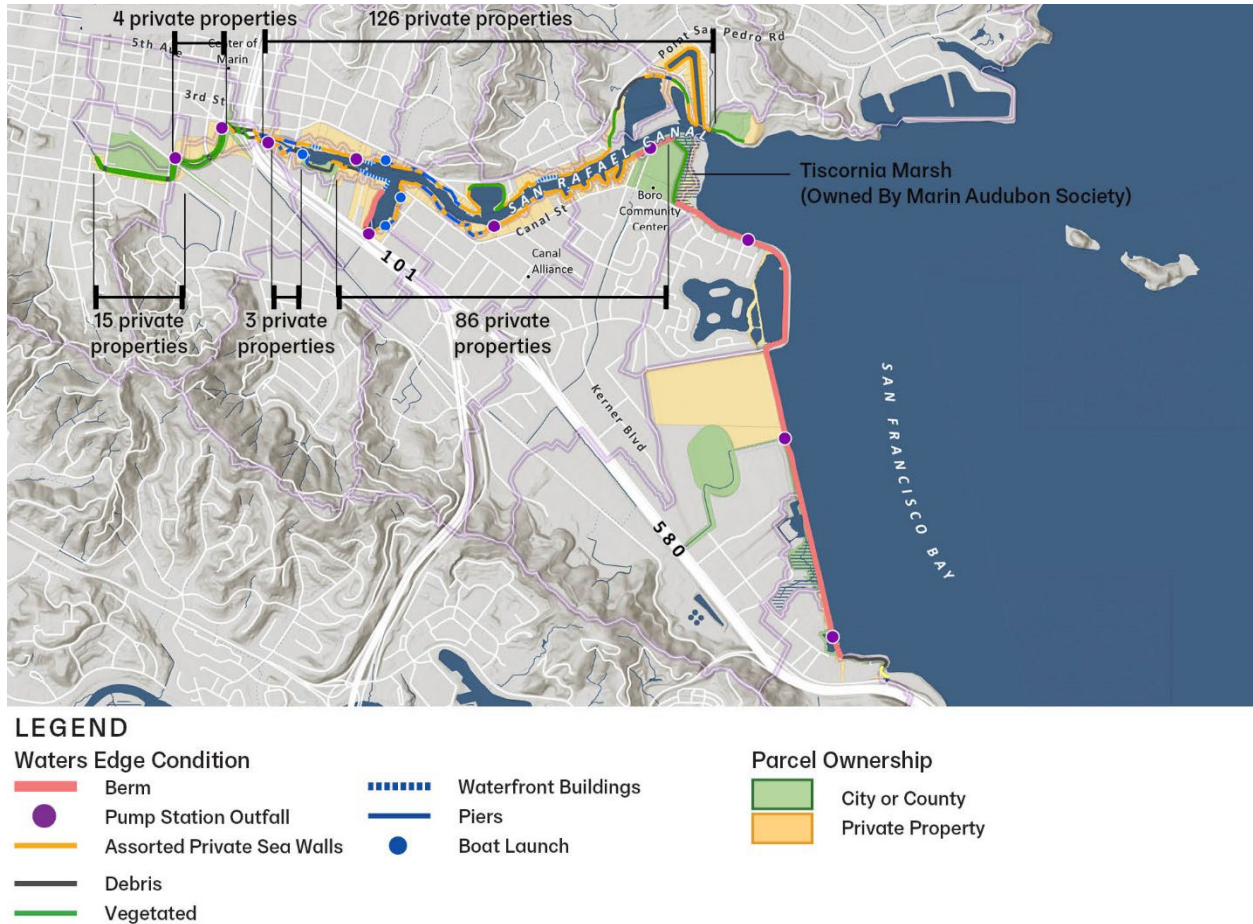 4 private properties
126 private properties
5th Ave
Center of
Marin
Point San Pedro Rd
3rd St
SAN RAFAEL CANAL
Tiscornia Marsh
(Owned By Marin Audubon Society)
Boro
Community
Center
Canal St
Canal
Alliance
101
15 private
properties
3 private
properties
86 private
properties
Kerner Blvd
SAN FRANCISCO BAY
580
LEGEND
Waters Edge Condition
Berm
Pump Station Outfall
Assorted Private Sea Walls
Debris
Vegetated
Waterfront Buildings
Piers
Boat Launch
Parcel Ownership
City or County
Private Property